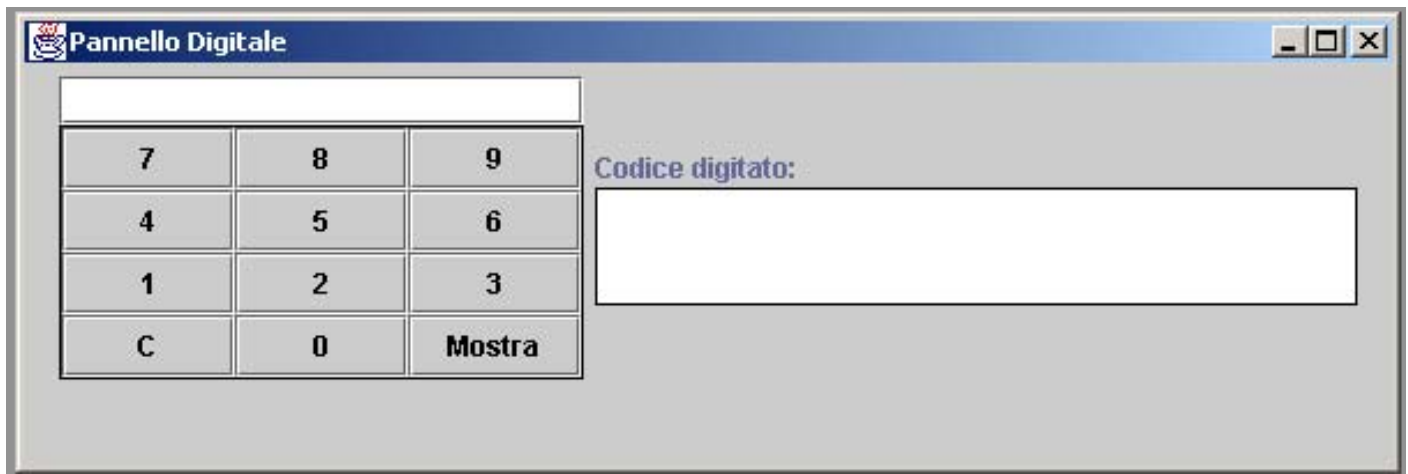 Pannello Digitale
7 8 9
Codice digitato:
4 5 6
1 2 3
C 0 Mostra